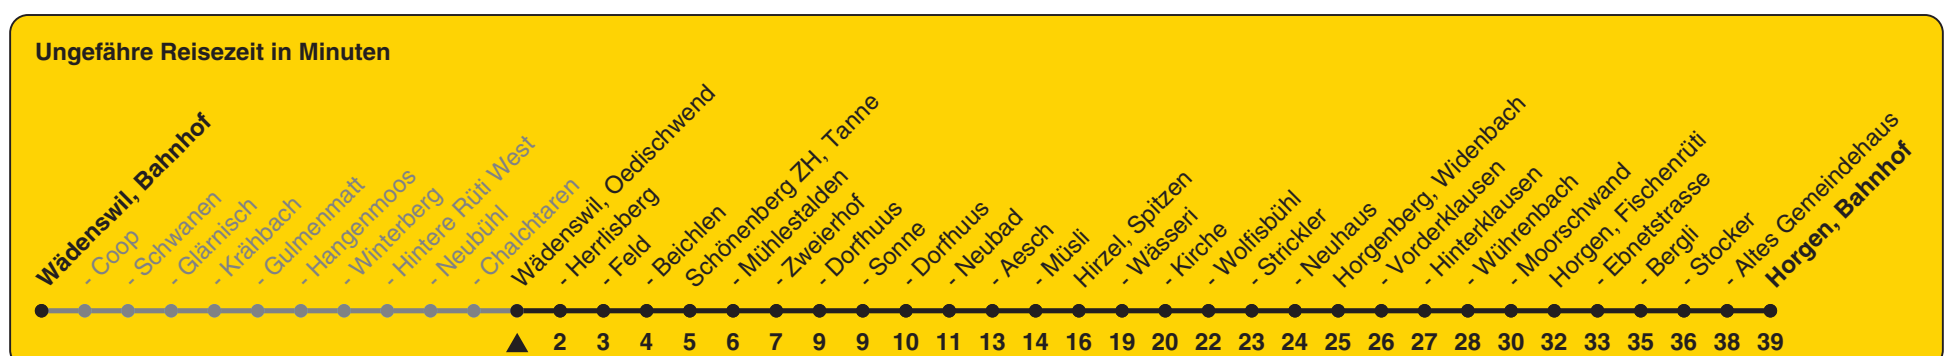 Ungefähre Reisezeit in Minuten
Wädenswil, Bahnhof
- Coop
- Schwanen
- Glärnisch
- Krähbach
- Gulmenmatt
- Hangenmoos
- Winterberg
- Hintere Rüti West
- Neubühl
- Chalchtaren
Wädenswil, Oedischwend
- Herrlisberg
- Feld
- Beichlen
Schönenberg ZH, Tanne
- Mühlestalden
- Zweierhof
- Dorfhuus
- Sonne
- Dorfhuus
- Neubad
- Aesch
- Müsli
Hirzel, Spitzen
- Wässeri
- Kirche
- Wolfisbühl
- Strickler
- Neuhaus
Horgenberg, Widenbach
- Vorderklausen
- Hinterklausen
- Wührenbach
- Moorschwand
Horgen, Fischenrüti
- Ebnetstrasse
- Bergli
- Stocker
- Altes Gemeindehaus
Horgen, Bahnhof
2 3 4 5 6 7 9 9 10 11 13 14 16 19 20 22 23 24 25 26 27 28 30 32 33 35 36 38 39